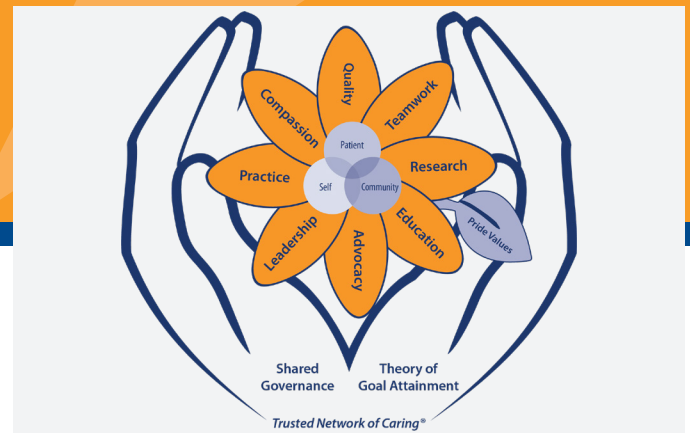 Quality
Compassion
Teamwork
Patient
Practice
Research
Self
Community
Leadership
Advocacy
Education
Pride Values
Shared
Governance
Theory of
Goal Attainment
Trusted Network of Caring®